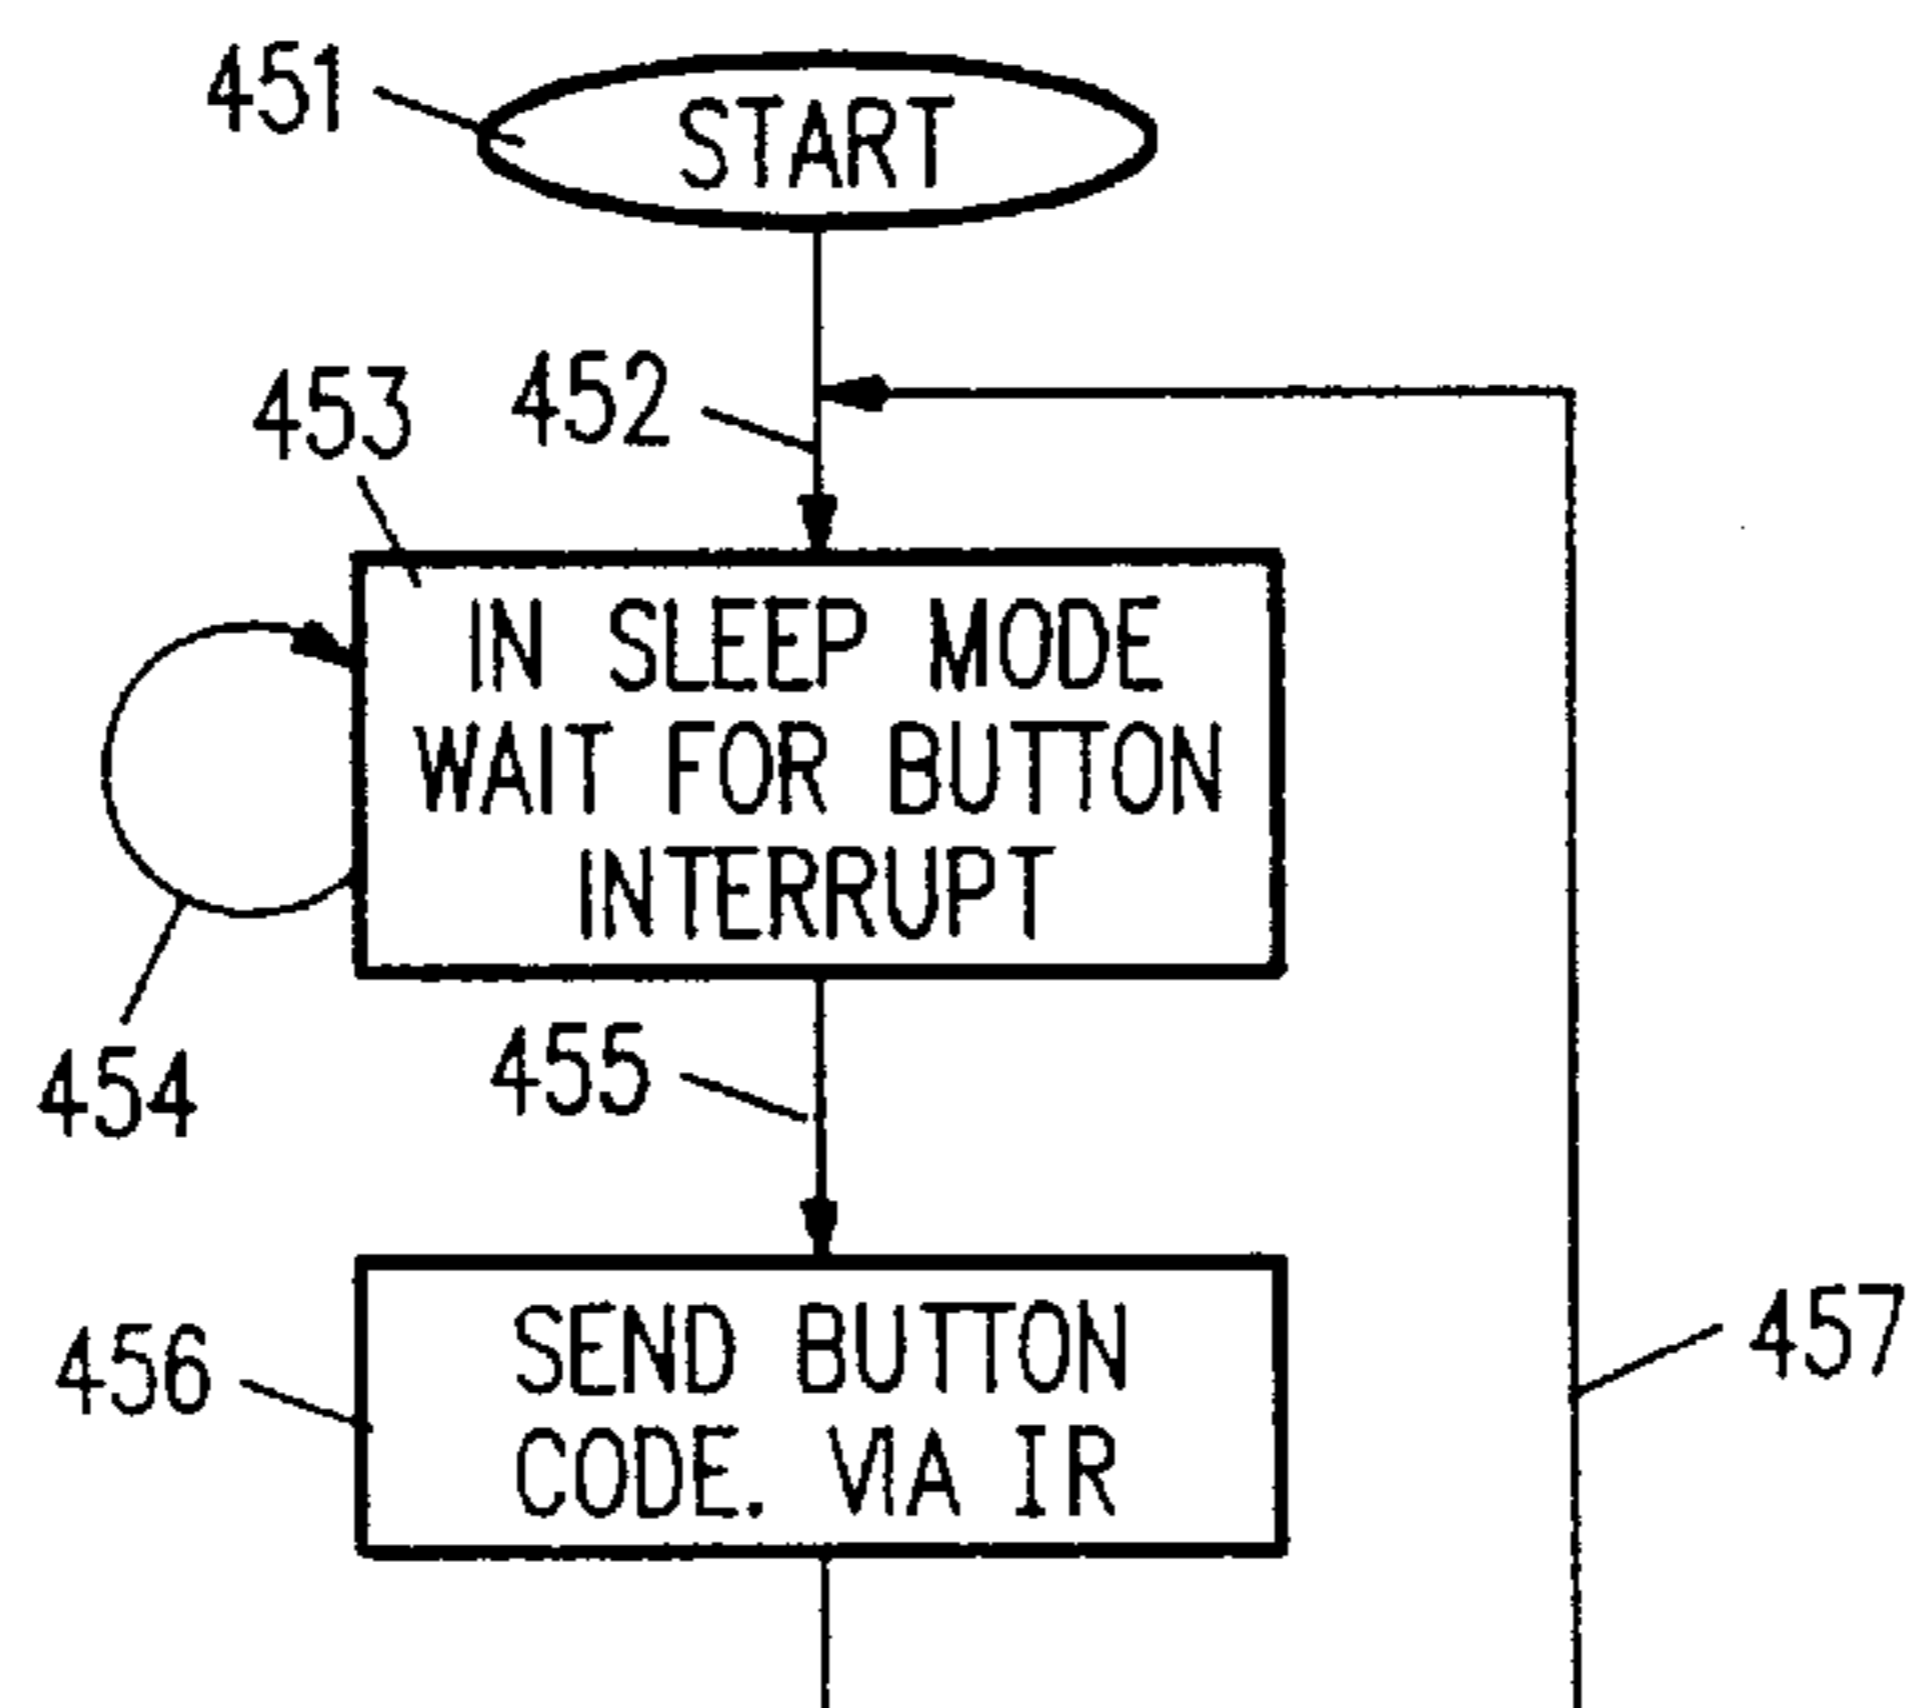 451
START
452
453
IN SLEEP MODE
WAIT FOR BUTTON
INTERRUPT
454
455
456
SEND BUTTON
CODE. VIA IR
457